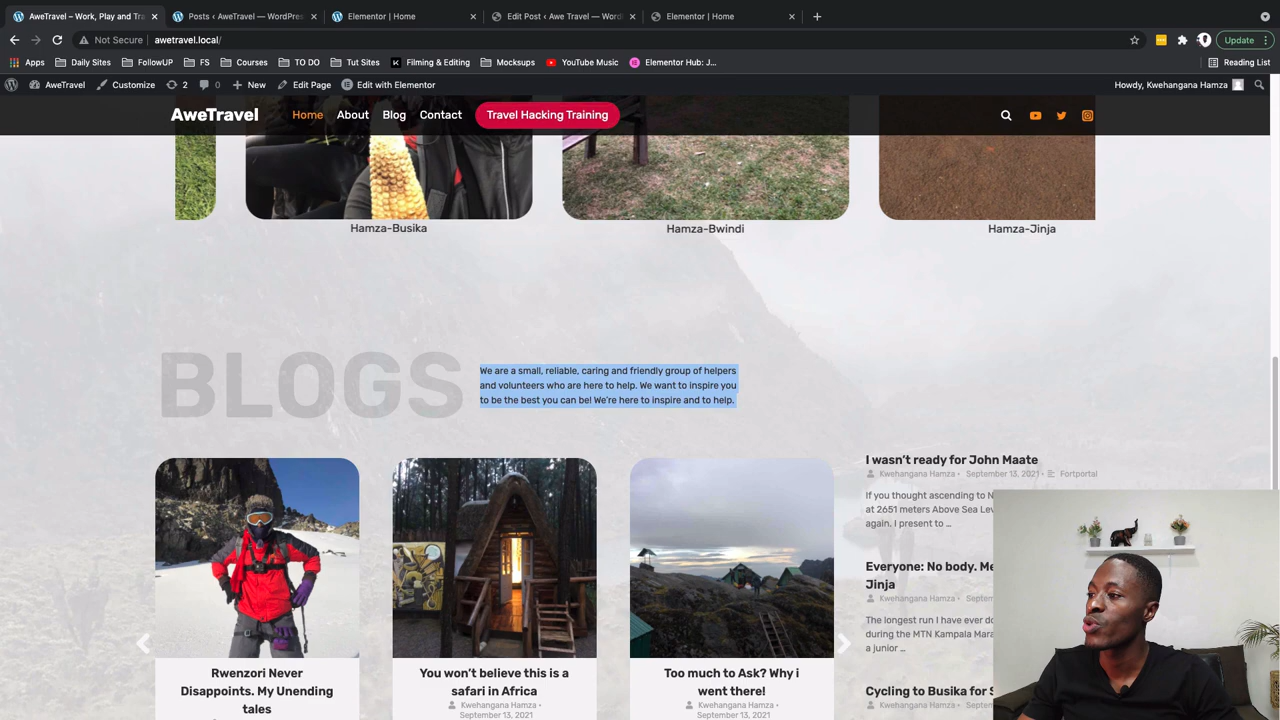 AweTravel – Work, Play and Tra
Posts ‹ AweTravel — WordPres
Elementor | Home
Edit Post ‹ Awe Travel — Word
Elementor | Home
Not Secure
awetravel.local/
Update
Apps
Daily Sites
FollowUP
FS
Courses
TO DO
Tut Sites
Filming & Editing
Mocksups
YouTube Music
Elementor Hub: J...
Reading List
AweTravel
Customize
2
0
New
Edit Page
Edit with Elementor
Howdy, Kwehangana Hamza
AweTravel
Home
About
Blog
Contact
Travel Hacking Training
Hamza-Busika
Hamza-Bwindi
Hamza-Jinja
BLOGS
We are a small, reliable, caring and friendly group of helpers
and volunteers who are here to help. We want to inspire you
to be the best you can be! We're here to inspire and to help.
Rwenzori Never
Disappoints. My Unending
tales
You won't believe this is a
safari in Africa
Kwehangana Hamza •
September 13, 2021
Too much to Ask? Why i
went there!
Kwehangana Hamza •
September 13, 2021
I wasn't ready for John Maate
Kwehangana Hamza • September 13, 2021 • Fortportal
If you thought ascending to N
at 2651 meters Above Sea Lev
again. I present to …
Everyone: No body. Me
Jinja
Kwehangana Hamza • Septem
The longest run I have ever do
during the MTN Kampala Mara
a junior …
Cycling to Busika for S